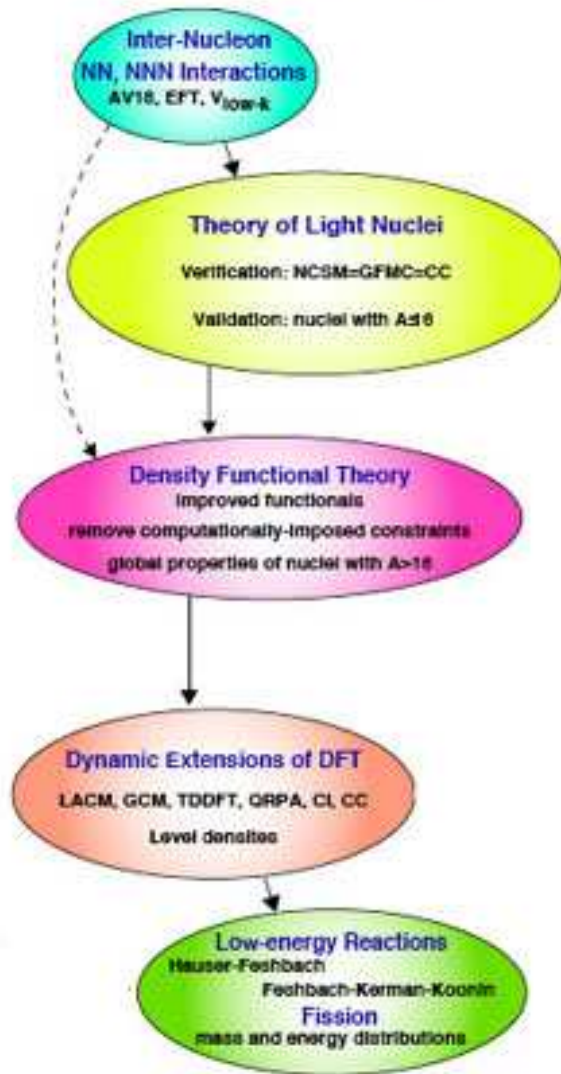 Inter-Nucleon
NN, NNN Interactions
AV18, EFT, Vlow-k
Theory of Light Nuclei
Verification: NCSM=GFMC=CC
Validation: nuclei with A≤16
Density Functional Theory
improved functionals
remove computationally-imposed constraints
global properties of nuclei with A>16
Dynamic Extensions of DFT
LACM, GCM, TDDFT, QRPA, CI, CC
Level densites
Low-energy Reactions
Hauser-Feshbach
Feshbach-Kerman-Koonin
Fission
mass and energy distributions